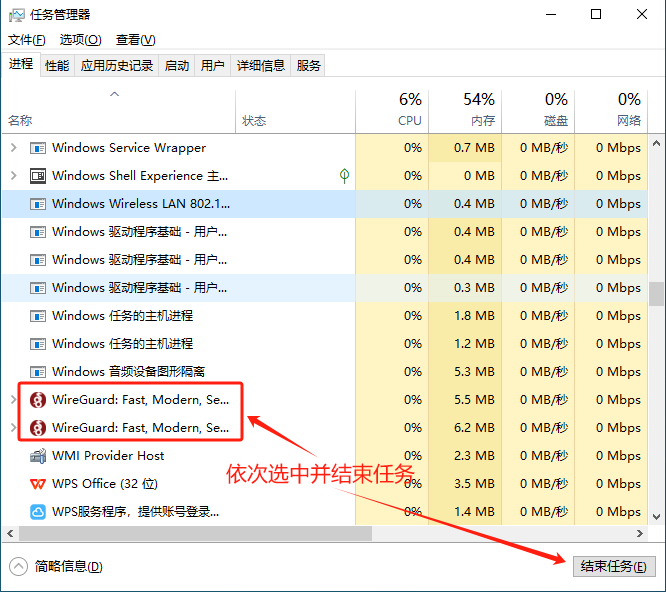 任务管理器
文件(F) 选项(O) 查看(V)
进程 性能 应用历史记录 启动 用户 详细信息 服务
6% 54% 0% 0%
名称 状态 CPU 内存 磁盘 网络
Windows Service Wrapper 0% 0.7 MB 0 MB/秒 0 Mbps
Windows Shell Experience 主... 0% 0 MB 0 MB/秒 0 Mbps
Windows Wireless LAN 802.1... 0% 0.4 MB 0 MB/秒 0 Mbps
Windows 驱动程序基础 - 用户... 0% 0.4 MB 0 MB/秒 0 Mbps
Windows 驱动程序基础 - 用户... 0% 0.4 MB 0 MB/秒 0 Mbps
Windows 驱动程序基础 - 用户... 0% 0.3 MB 0 MB/秒 0 Mbps
Windows 任务的主机进程 0% 1.8 MB 0 MB/秒 0 Mbps
Windows 任务的主机进程 0% 1.2 MB 0 MB/秒 0 Mbps
Windows 音频设备图形隔离 0% 5.3 MB 0 MB/秒 0 Mbps
WireGuard: Fast, Modern, Se... 0% 5.5 MB 0 MB/秒 0 Mbps
WireGuard: Fast, Modern, Se... 0% 6.2 MB 0 MB/秒 0 Mbps
WMI Provider Host 0% 2.3 MB 0 MB/秒 0 Mbps
依次选中并结束任务
WPS Office (32 位) 0% 3.5 MB 0 MB/秒 0 Mbps
WPS服务程序，提供账号登录... 0% 1.4 MB 0 MB/秒 0 Mbps
简略信息(D) 结束任务(E)